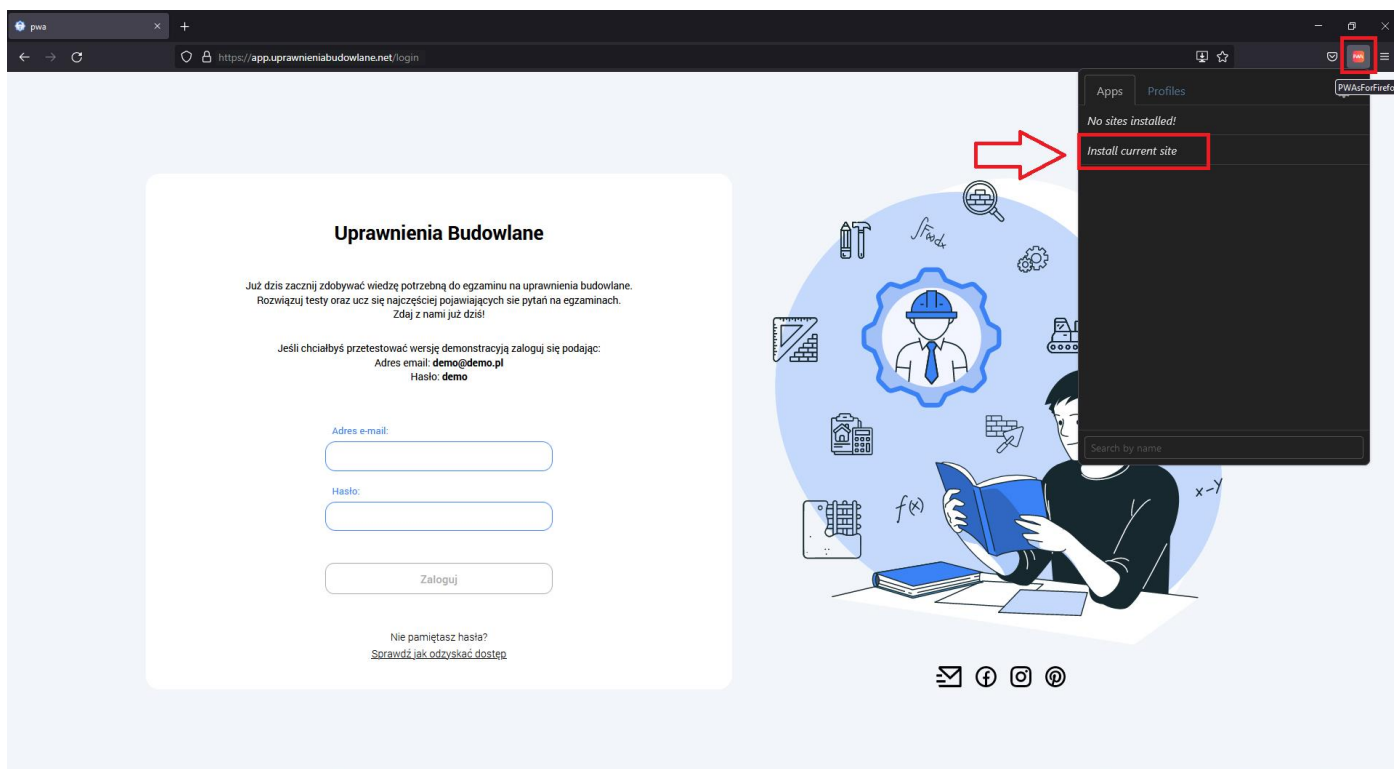 pwa
https://app.uprawnieniabudowlane.net/login
PWAsForFirefo
Apps Profiles
No sites installed!
Install current site
Search by name
Uprawnienia Budowlane
Już dzis zacznij zdobywać wiedzę potrzebną do egzaminu na uprawnienia budowlane.
Rozwiązuj testy oraz ucz się najczęściej pojawiających sie pytań na egzaminach.
Zdaj z nami już dziś!
Jeśli chciałbyś przetestować wersję demonstracyją zaloguj się podając:
Adres email: demo@demo.pl
Hasło: demo
Adres e-mail:
Hasło:
Zaloguj
Nie pamiętasz hasła?
Sprawdź jak odzyskać dostęp
∫F(x)dx
f(x)
x-y